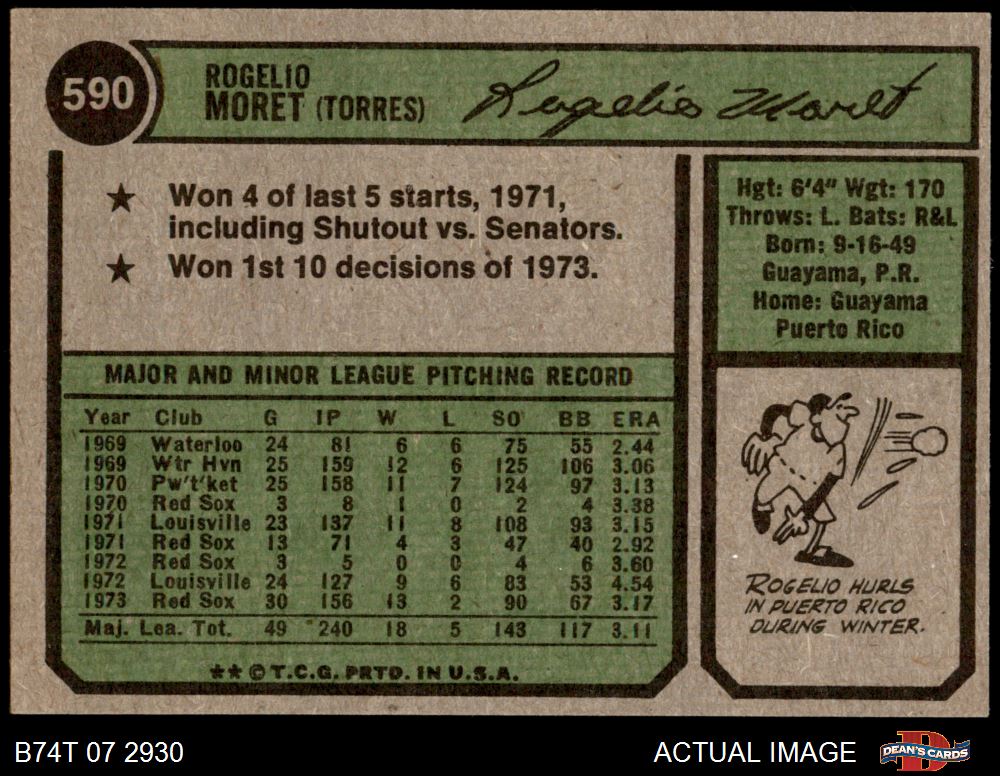 590
ROGELIO
MORET (TORRES)
Rogelio Moret
★ Won 4 of last 5 starts, 1971,
including Shutout vs. Senators.
★ Won 1st 10 decisions of 1973.
Hgt: 6'4" Wgt: 170
Throws: L. Bats: R&L
Born: 9-16-49
Guayama, P.R.
Home: Guayama
Puerto Rico
MAJOR AND MINOR LEAGUE PITCHING RECORD
Year Club G IP W L SO BB ERA
1969 Waterloo 24 81 6 6 75 55 2.44
1969 Wtr Hvn 25 159 12 6 125 106 3.06
1970 Pw't'ket 25 158 11 7 124 97 3.13
1970 Red Sox 3 8 1 0 2 4 3.38
1971 Louisville 23 137 11 8 108 93 3.15
1971 Red Sox 13 71 4 3 47 40 2.92
1972 Red Sox 3 5 0 0 4 6 3.60
1972 Louisville 24 127 9 6 83 53 4.54
1973 Red Sox 30 156 13 2 90 67 3.17
Maj. Lea. Tot. 49 240 18 5 143 117 3.11
★★ © T.C.G. PRTD. IN U.S.A.
ROGELIO HURLS
IN PUERTO RICO
DURING WINTER.
B74T 07 2930
ACTUAL IMAGE
DEAN'S CARDS